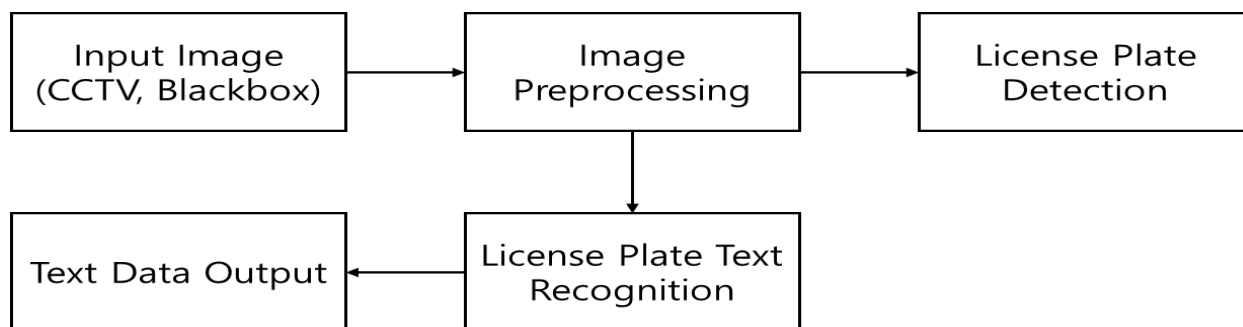 Input Image
(CCTV, Blackbox)
Image
Preprocessing
License Plate
Detection
Text Data Output
License Plate Text
Recognition